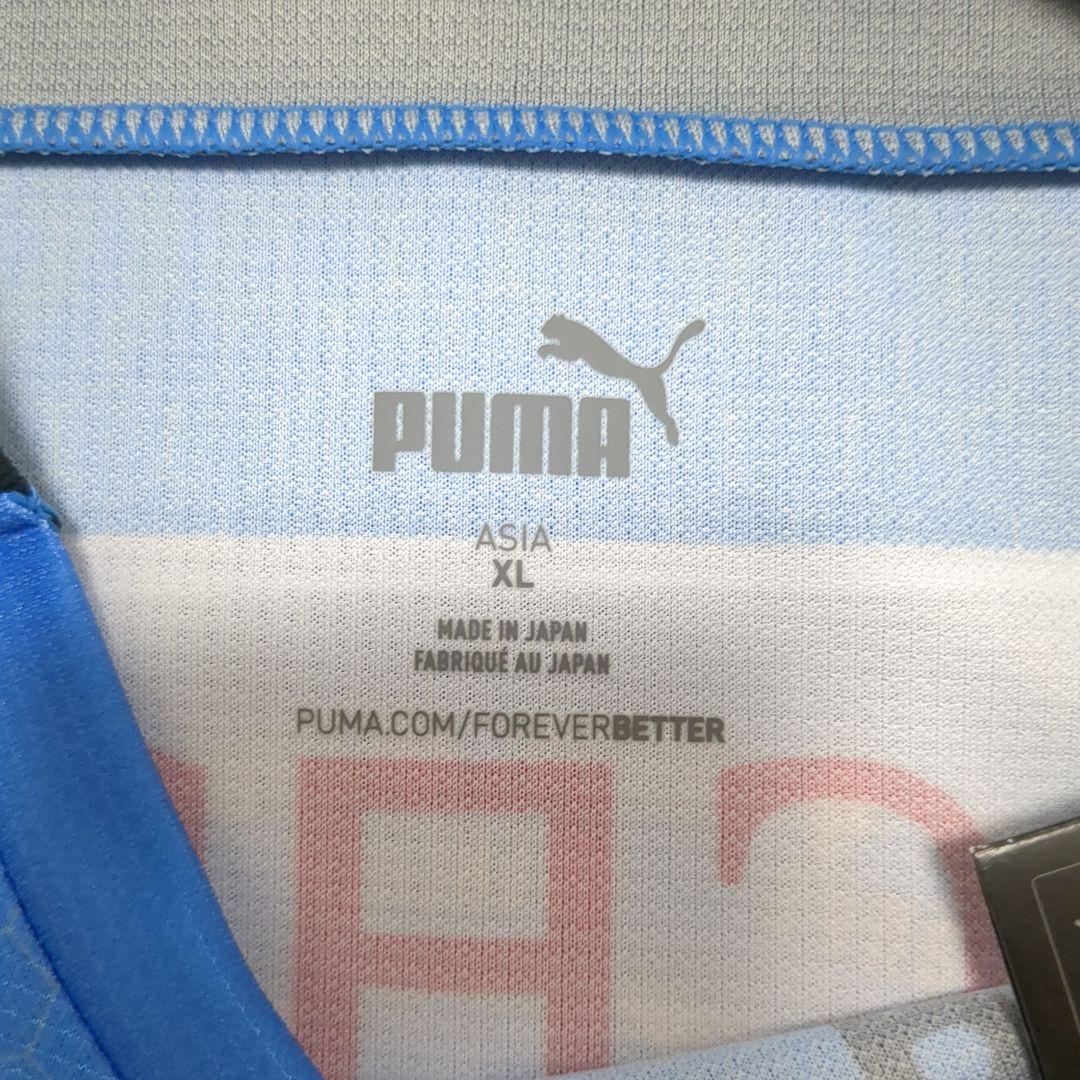 PUMA
ASIA
XL
MADE IN JAPAN
FABRIQUÉ AU JAPAN
PUMA.COM/FOREVERBETTER